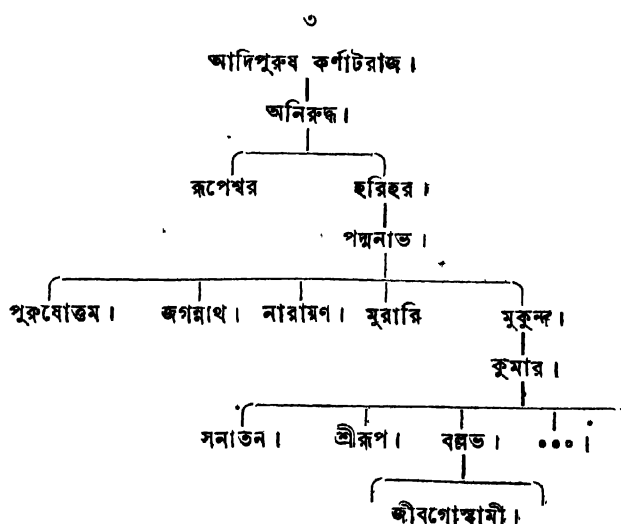 ৩
আদিপুরুষ কর্ণাটরাজ।
অনিরুদ্ধ।
রূপেশ্বর হরিহর।
পদ্মনাভ।
পুরুষোত্তম। জগন্নাথ। নারায়ণ। মুরারি মুকুন্দ।
কুমার।
সনাতন। শ্রীরূপ। বল্লভ। •••।
জীবগোস্বামী।